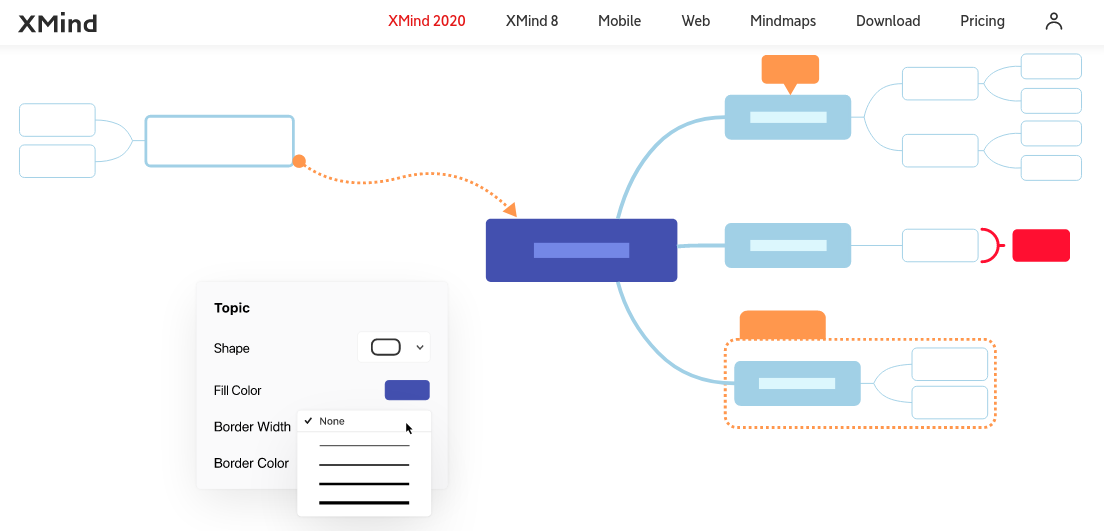 XMind
XMind 2020 XMind 8 Mobile Web Mindmaps Download Pricing
Topic
Shape
Fill Color
Border Width
None
Border Color